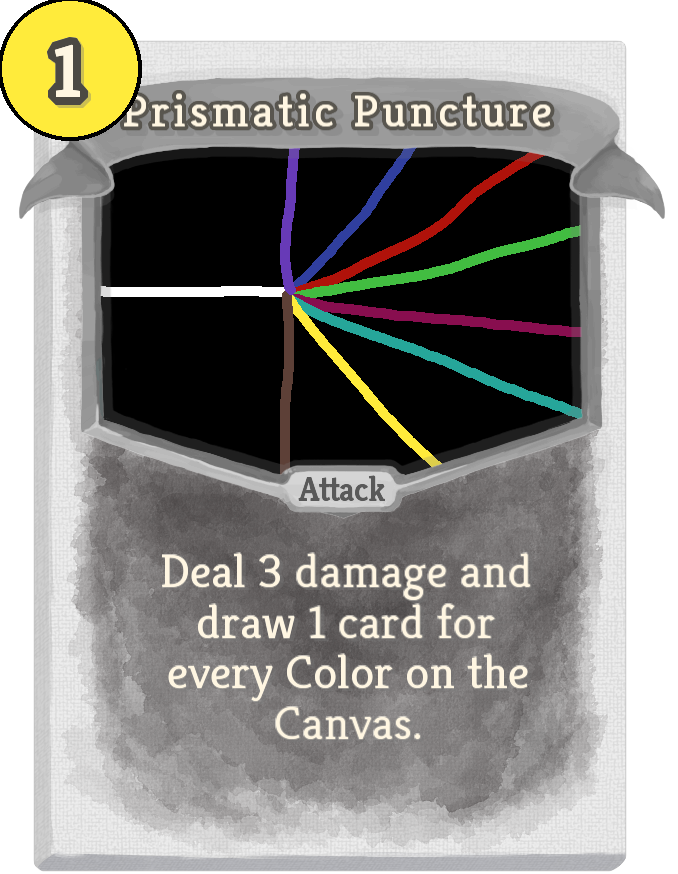 1
Prismatic Puncture
Attack
Deal 3 damage and
draw 1 card for
every Color on the
Canvas.